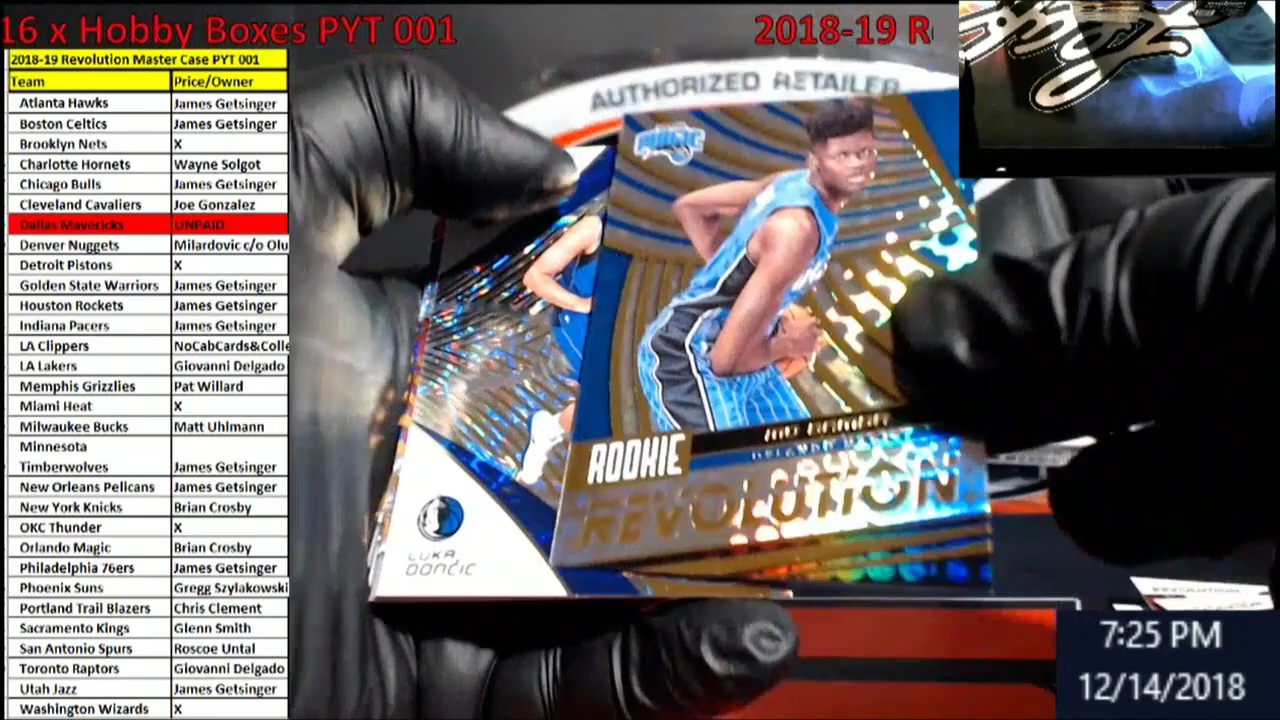 16 x Hobby Boxes PYT 001
2018-19 R
2018-19 Revolution Master Case PYT 001
Team Price/Owner
Atlanta Hawks James Getsinger
Boston Celtics James Getsinger
Brooklyn Nets X
Charlotte Hornets Wayne Solgot
Chicago Bulls James Getsinger
Cleveland Cavaliers Joe Gonzalez
Dallas Mavericks UNPAID
Denver Nuggets Milardovic c/o Olu
Detroit Pistons X
Golden State Warriors James Getsinger
Houston Rockets James Getsinger
Indiana Pacers James Getsinger
LA Clippers NoCabCards&Colle
LA Lakers Giovanni Delgado
Memphis Grizzlies Pat Willard
Miami Heat X
Milwaukee Bucks Matt Uhlmann
Minnesota
Timberwolves James Getsinger
New Orleans Pelicans James Getsinger
New York Knicks Brian Crosby
OKC Thunder X
Orlando Magic Brian Crosby
Philadelphia 76ers James Getsinger
Phoenix Suns Gregg Szylakowski
Portland Trail Blazers Chris Clement
Sacramento Kings Glenn Smith
San Antonio Spurs Roscoe Untal
Toronto Raptors Giovanni Delgado
Utah Jazz James Getsinger
Washington Wizards X
AUTHORIZED RETAILER
MAGIC
ROOKIE
REVOLUTION
LUKA
DONČIĆ
7:25 PM
12/14/2018